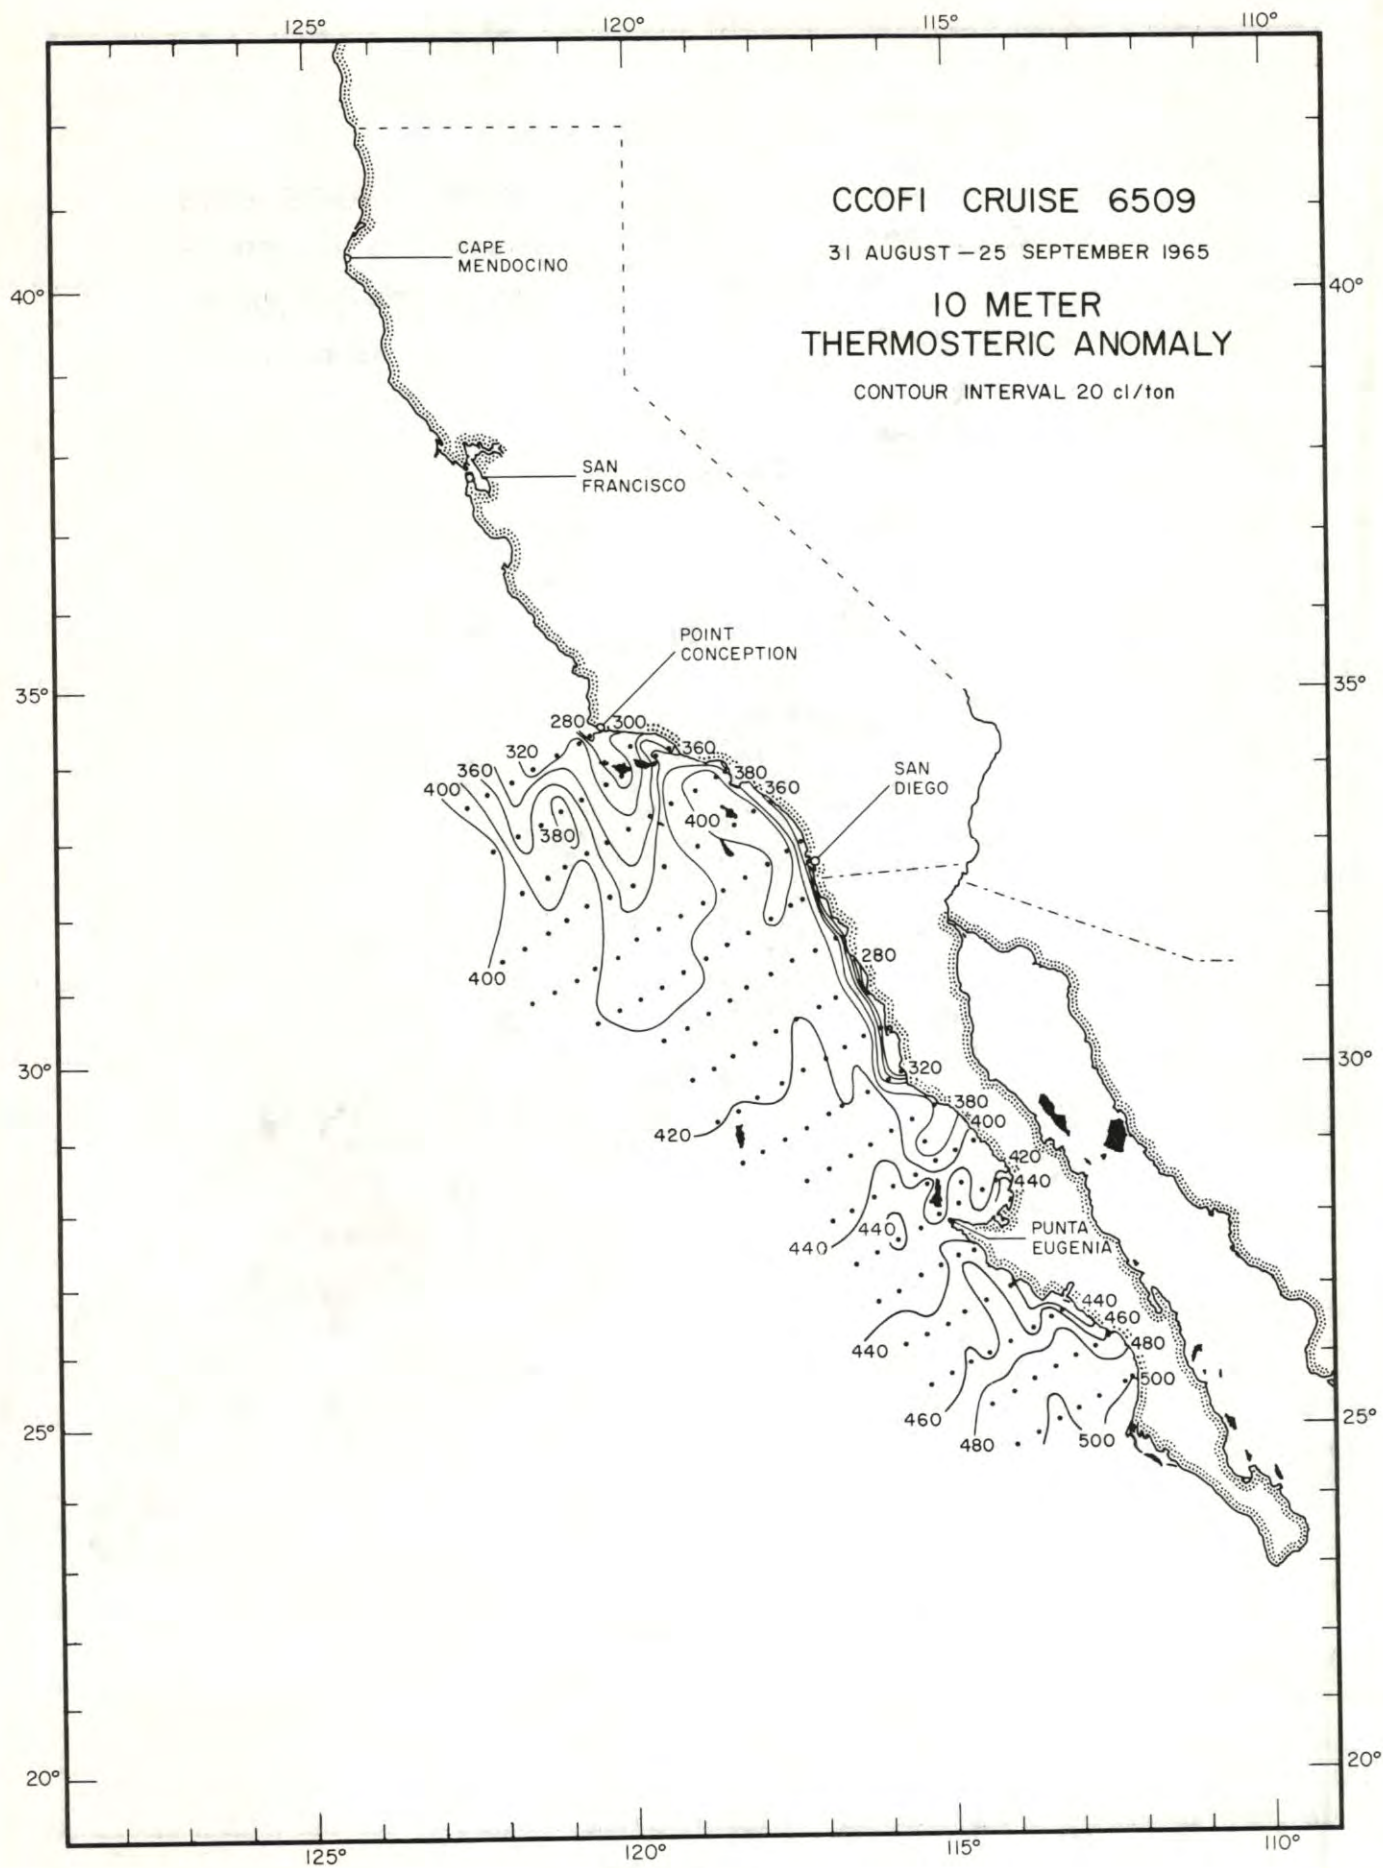 125° 120° 115° 110°
CCOFI CRUISE 6509
31 AUGUST – 25 SEPTEMBER 1965
10 METER
THERMOSTERIC ANOMALY
CONTOUR INTERVAL 20 cl/ton
CAPE
MENDOCINO
40° 40°
SAN
FRANCISCO
POINT
CONCEPTION
35° 35°
280 300
320 360
360 380
400 360
400
380
SAN
DIEGO
280
400
30° 30°
320
380
400
420
420
440
440
440
PUNTA
EUGENIA
440
460
440
480
500
460
480
500
25° 25°
20° 20°
125° 120° 115° 110°